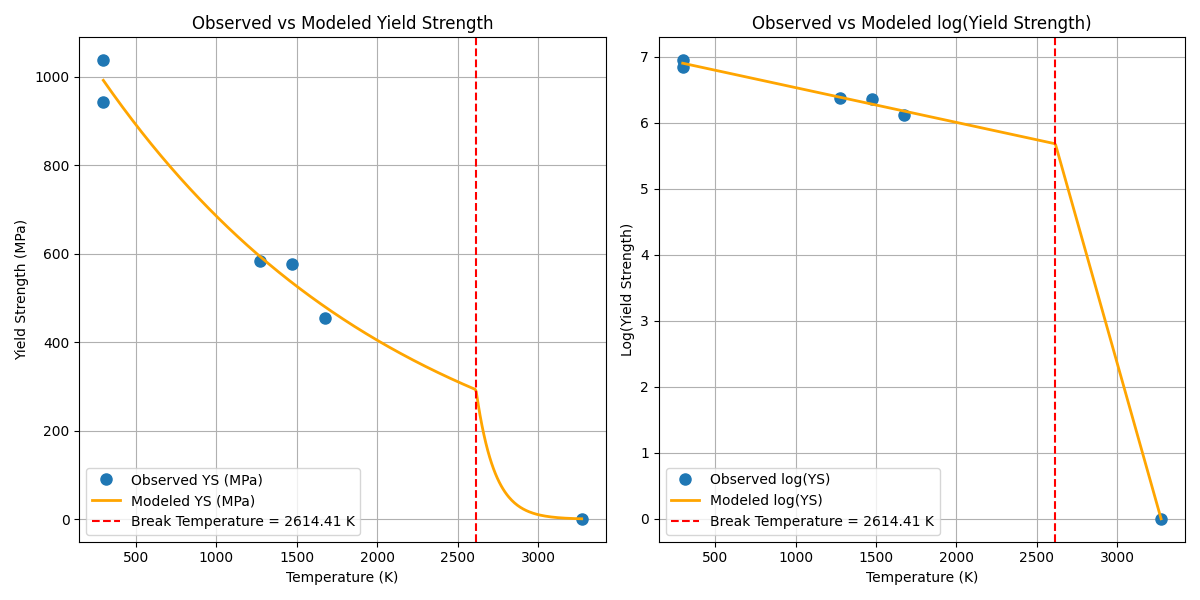 Observed vs Modeled Yield Strength
Yield Strength (MPa)
1000
800
600
400
200
0
500 1000 1500 2000 2500 3000
Temperature (K)
Observed YS (MPa)
Modeled YS (MPa)
Break Temperature = 2614.41 K
Observed vs Modeled log(Yield Strength)
Log(Yield Strength)
7
6
5
4
3
2
1
0
500 1000 1500 2000 2500 3000
Temperature (K)
Observed log(YS)
Modeled log(YS)
Break Temperature = 2614.41 K